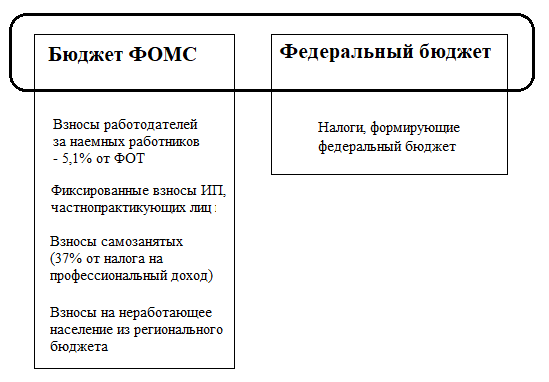 Бюджет ФОМС
Взносы работодателей
за наемных работников
- 5,1% от ФОТ
Фиксированные взносы ИП,
частнопрактикующих лиц :
Взносы самозанятых
(37% от налога на
профессиональный доход)
Взносы на неработающее
население из регионального
бюджета
Федеральный бюджет
Налоги, формирующие
федеральный бюджет